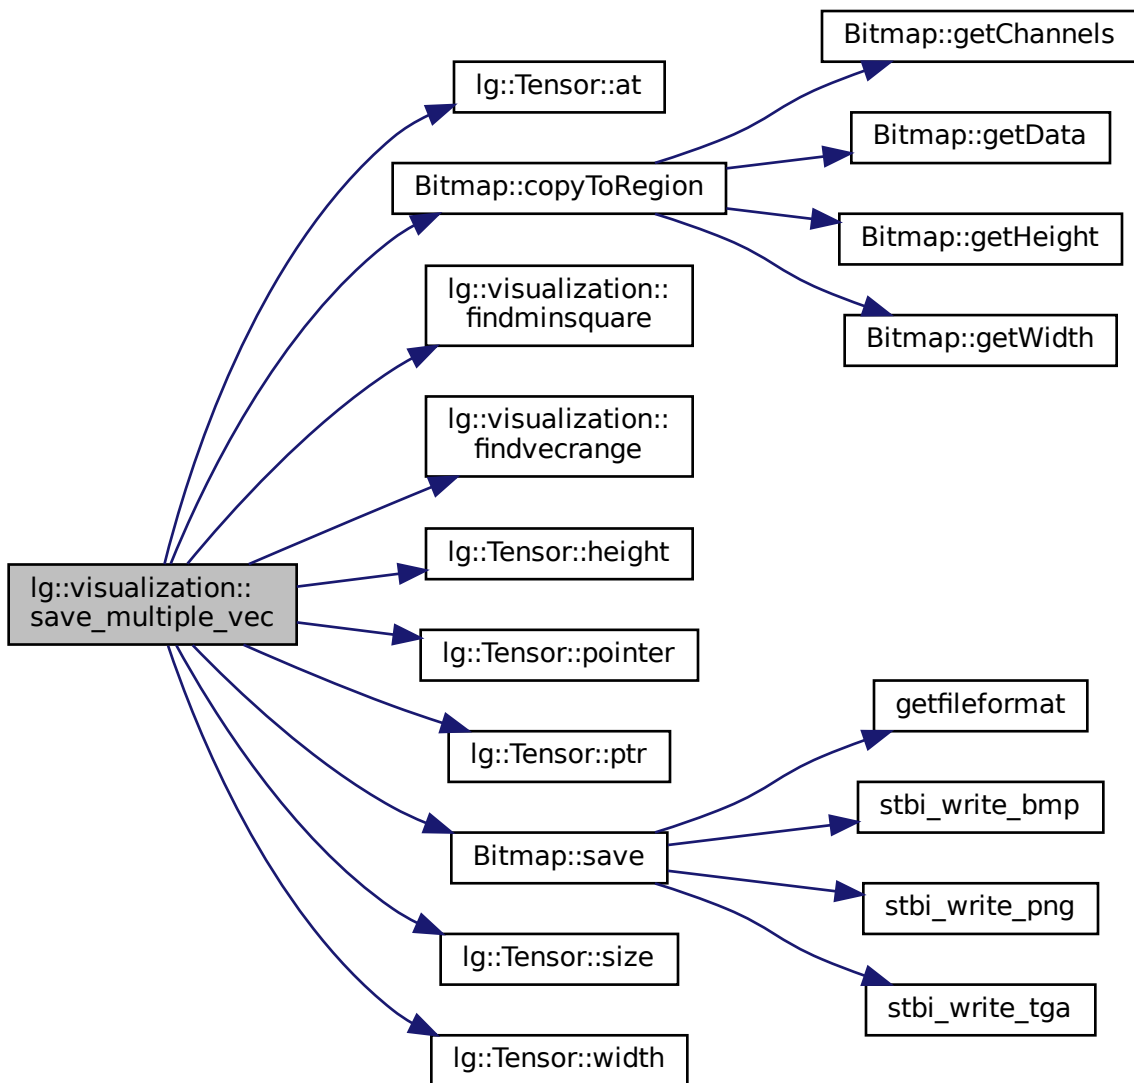 Bitmap::getChannels
lg::Tensor::at
Bitmap::getData
Bitmap::copyToRegion
Bitmap::getHeight
lg::visualization::
findminsquare
Bitmap::getWidth
lg::visualization::
findvecrange
lg::Tensor::height
lg::visualization::
save_multiple_vec
lg::Tensor::pointer
getfileformat
lg::Tensor::ptr
stbi_write_bmp
Bitmap::save
stbi_write_png
lg::Tensor::size
stbi_write_tga
lg::Tensor::width